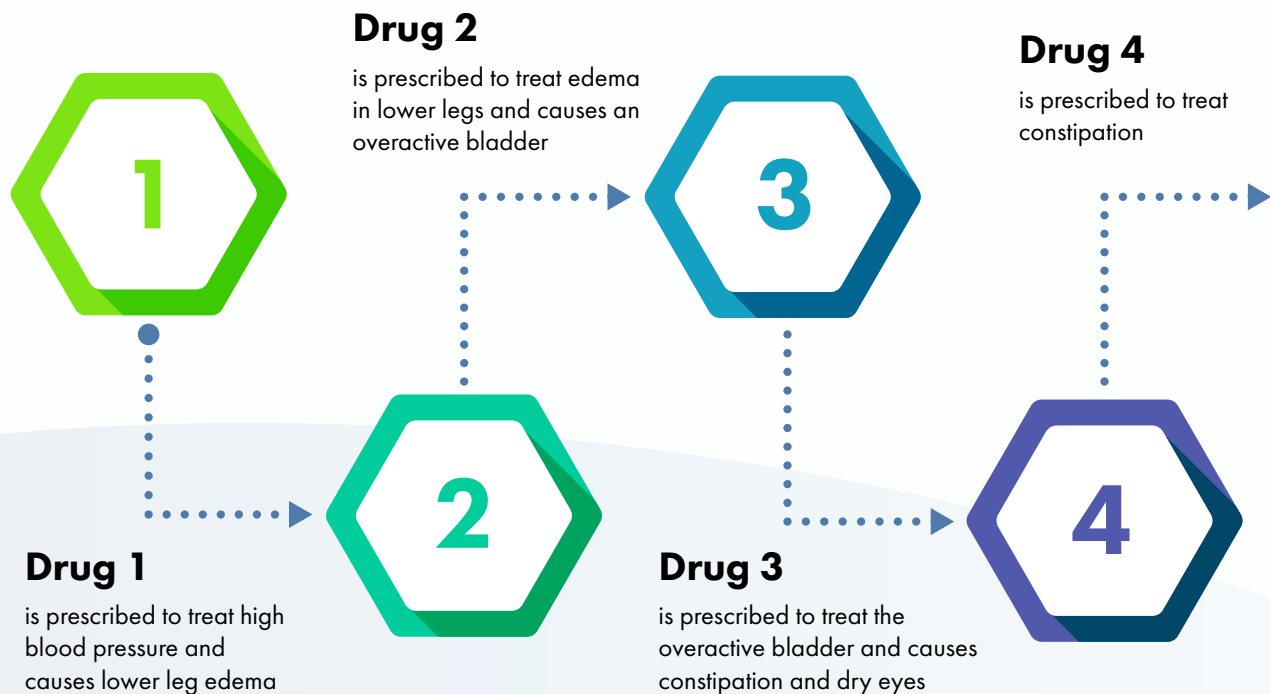 1
Drug 1
is prescribed to treat high
blood pressure and
causes lower leg edema
Drug 2
is prescribed to treat edema
in lower legs and causes an
overactive bladder
2
3
Drug 3
is prescribed to treat the
overactive bladder and causes
constipation and dry eyes
Drug 4
is prescribed to treat
constipation
4